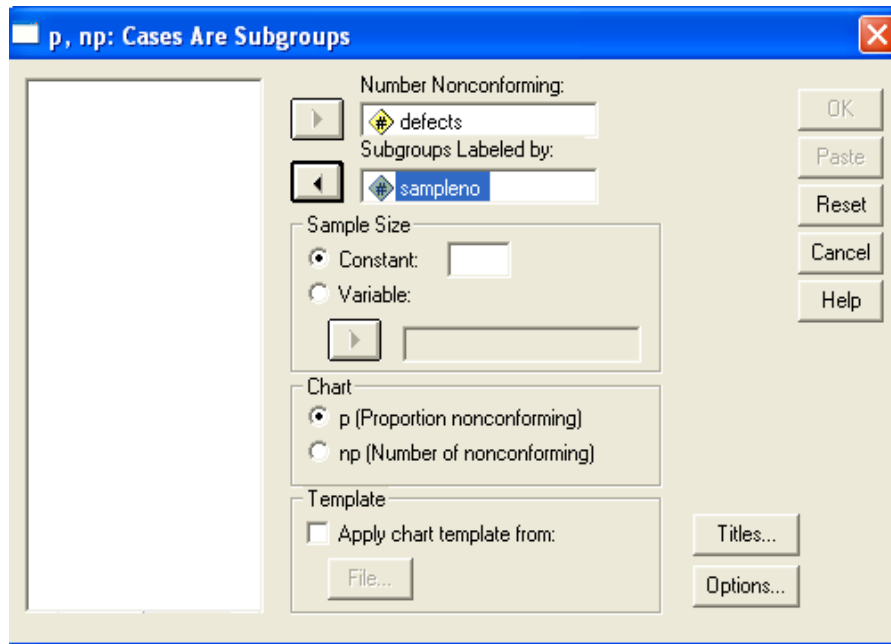 p, np: Cases Are Subgroups
Number Nonconforming:
# defects
Subgroups Labeled by:
# sampleno
Sample Size
Constant:
Variable:
Chart
p (Proportion nonconforming)
np (Number of nonconforming)
Template
Apply chart template from:
File...
OK
Paste
Reset
Cancel
Help
Titles...
Options...